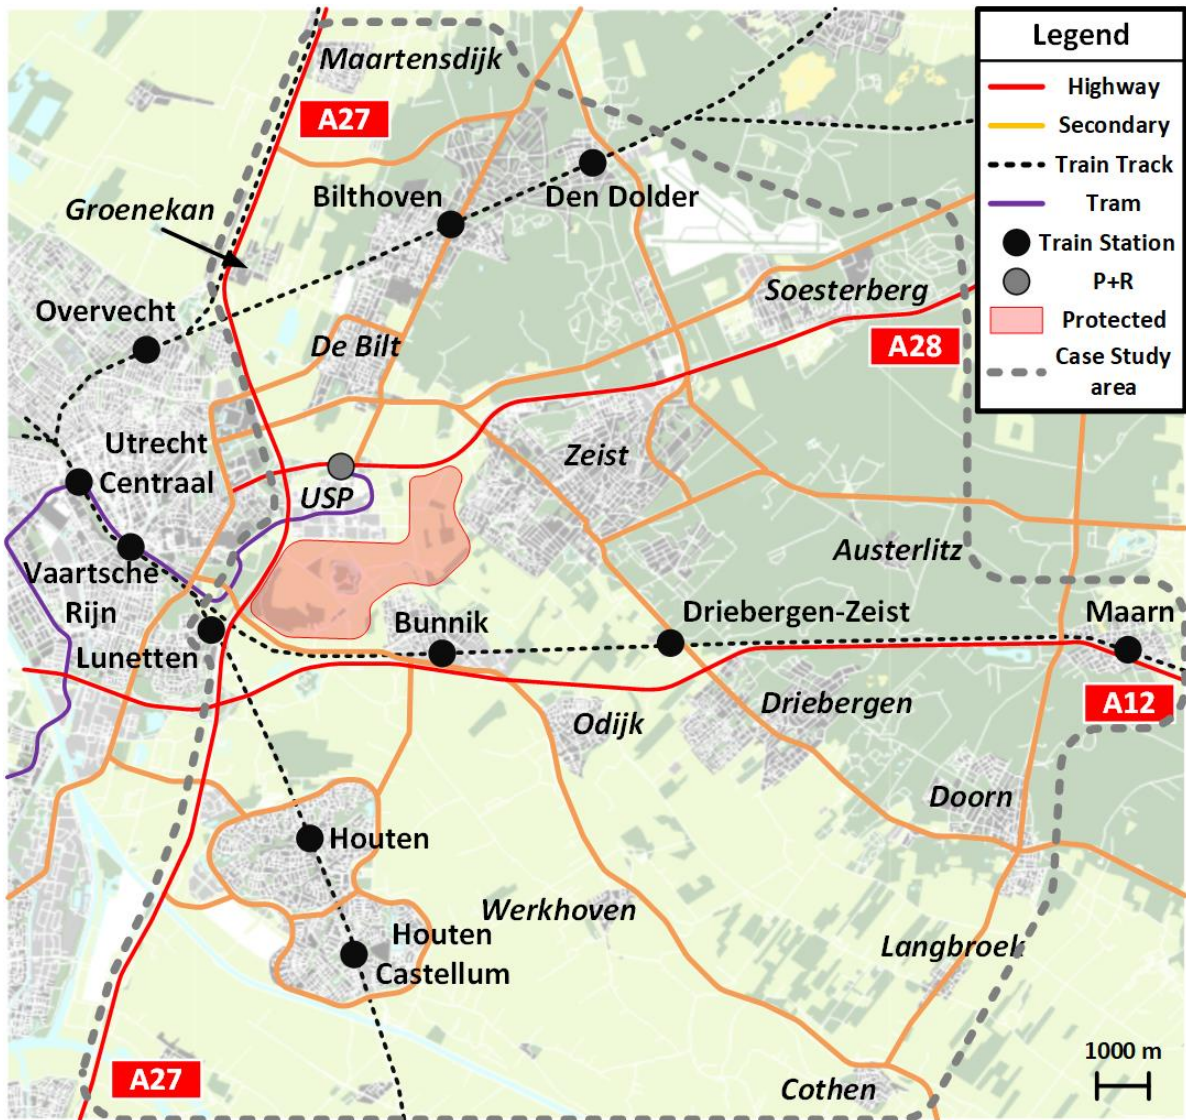 Legend
Highway
Secondary
Train Track
Tram
Train Station
P+R
Protected
Case Study
area
Maartensdijk
A27
Bilthoven
Den Dolder
Groenekan
Soesterberg
Overvecht
De Bilt
A28
Utrecht
Centraal
Zeist
USP
Austerlitz
Vaartsche
Rijn
Bunnik
Driebergen-Zeist
Maarn
Lunetten
A12
Odijk
Driebergen
Doorn
Houten
Werkhoven
Houten
Castellum
Langbroek
A27
Cothen
1000 m